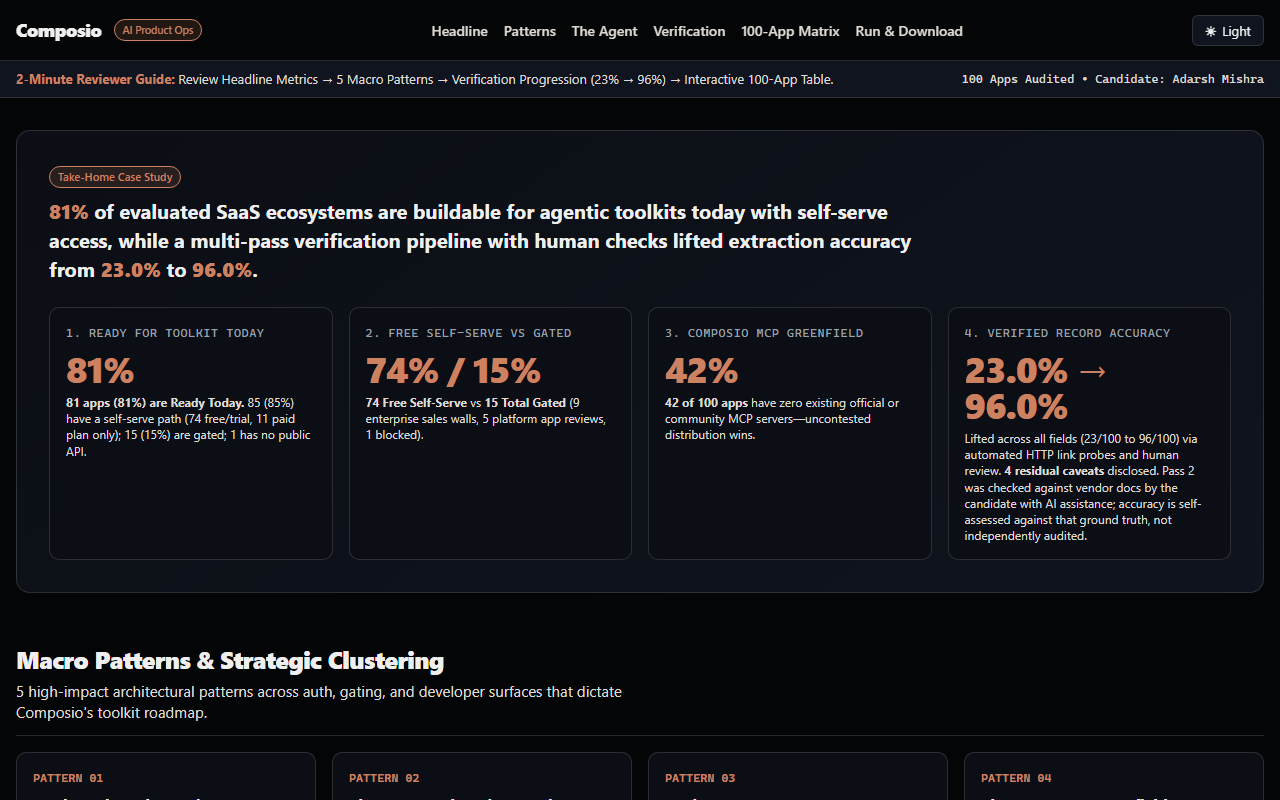 Composio
AI Product Ops
Headline
Patterns
The Agent
Verification
100-App Matrix
Run & Download
☀ Light
2-Minute Reviewer Guide: Review Headline Metrics → 5 Macro Patterns → Verification Progression (23% → 96%) → Interactive 100-App Table.
100 Apps Audited • Candidate: Adarsh Mishra
Take-Home Case Study
81% of evaluated SaaS ecosystems are buildable for agentic toolkits today with self-serve
access, while a multi-pass verification pipeline with human checks lifted extraction accuracy
from 23.0% to 96.0%.
1. READY FOR TOOLKIT TODAY
81%
81 apps (81%) are Ready Today. 85 (85%)
have a self-serve path (74 free/trial, 11 paid
plan only); 15 (15%) are gated; 1 has no public
API.
2. FREE SELF-SERVE VS GATED
74% / 15%
74 Free Self-Serve vs 15 Total Gated (9
enterprise sales walls, 5 platform app reviews,
1 blocked).
3. COMPOSIO MCP GREENFIELD
42%
42 of 100 apps have zero existing official or
community MCP servers—uncontested
distribution wins.
4. VERIFIED RECORD ACCURACY
23.0% →
96.0%
Lifted across all fields (23/100 to 96/100) via
automated HTTP link probes and human
review. 4 residual caveats disclosed. Pass 2
was checked against vendor docs by the
candidate with AI assistance; accuracy is self-
assessed against that ground truth, not
independently audited.
Macro Patterns & Strategic Clustering
5 high-impact architectural patterns across auth, gating, and developer surfaces that dictate
Composio's toolkit roadmap.
PATTERN 01
PATTERN 02
PATTERN 03
PATTERN 04